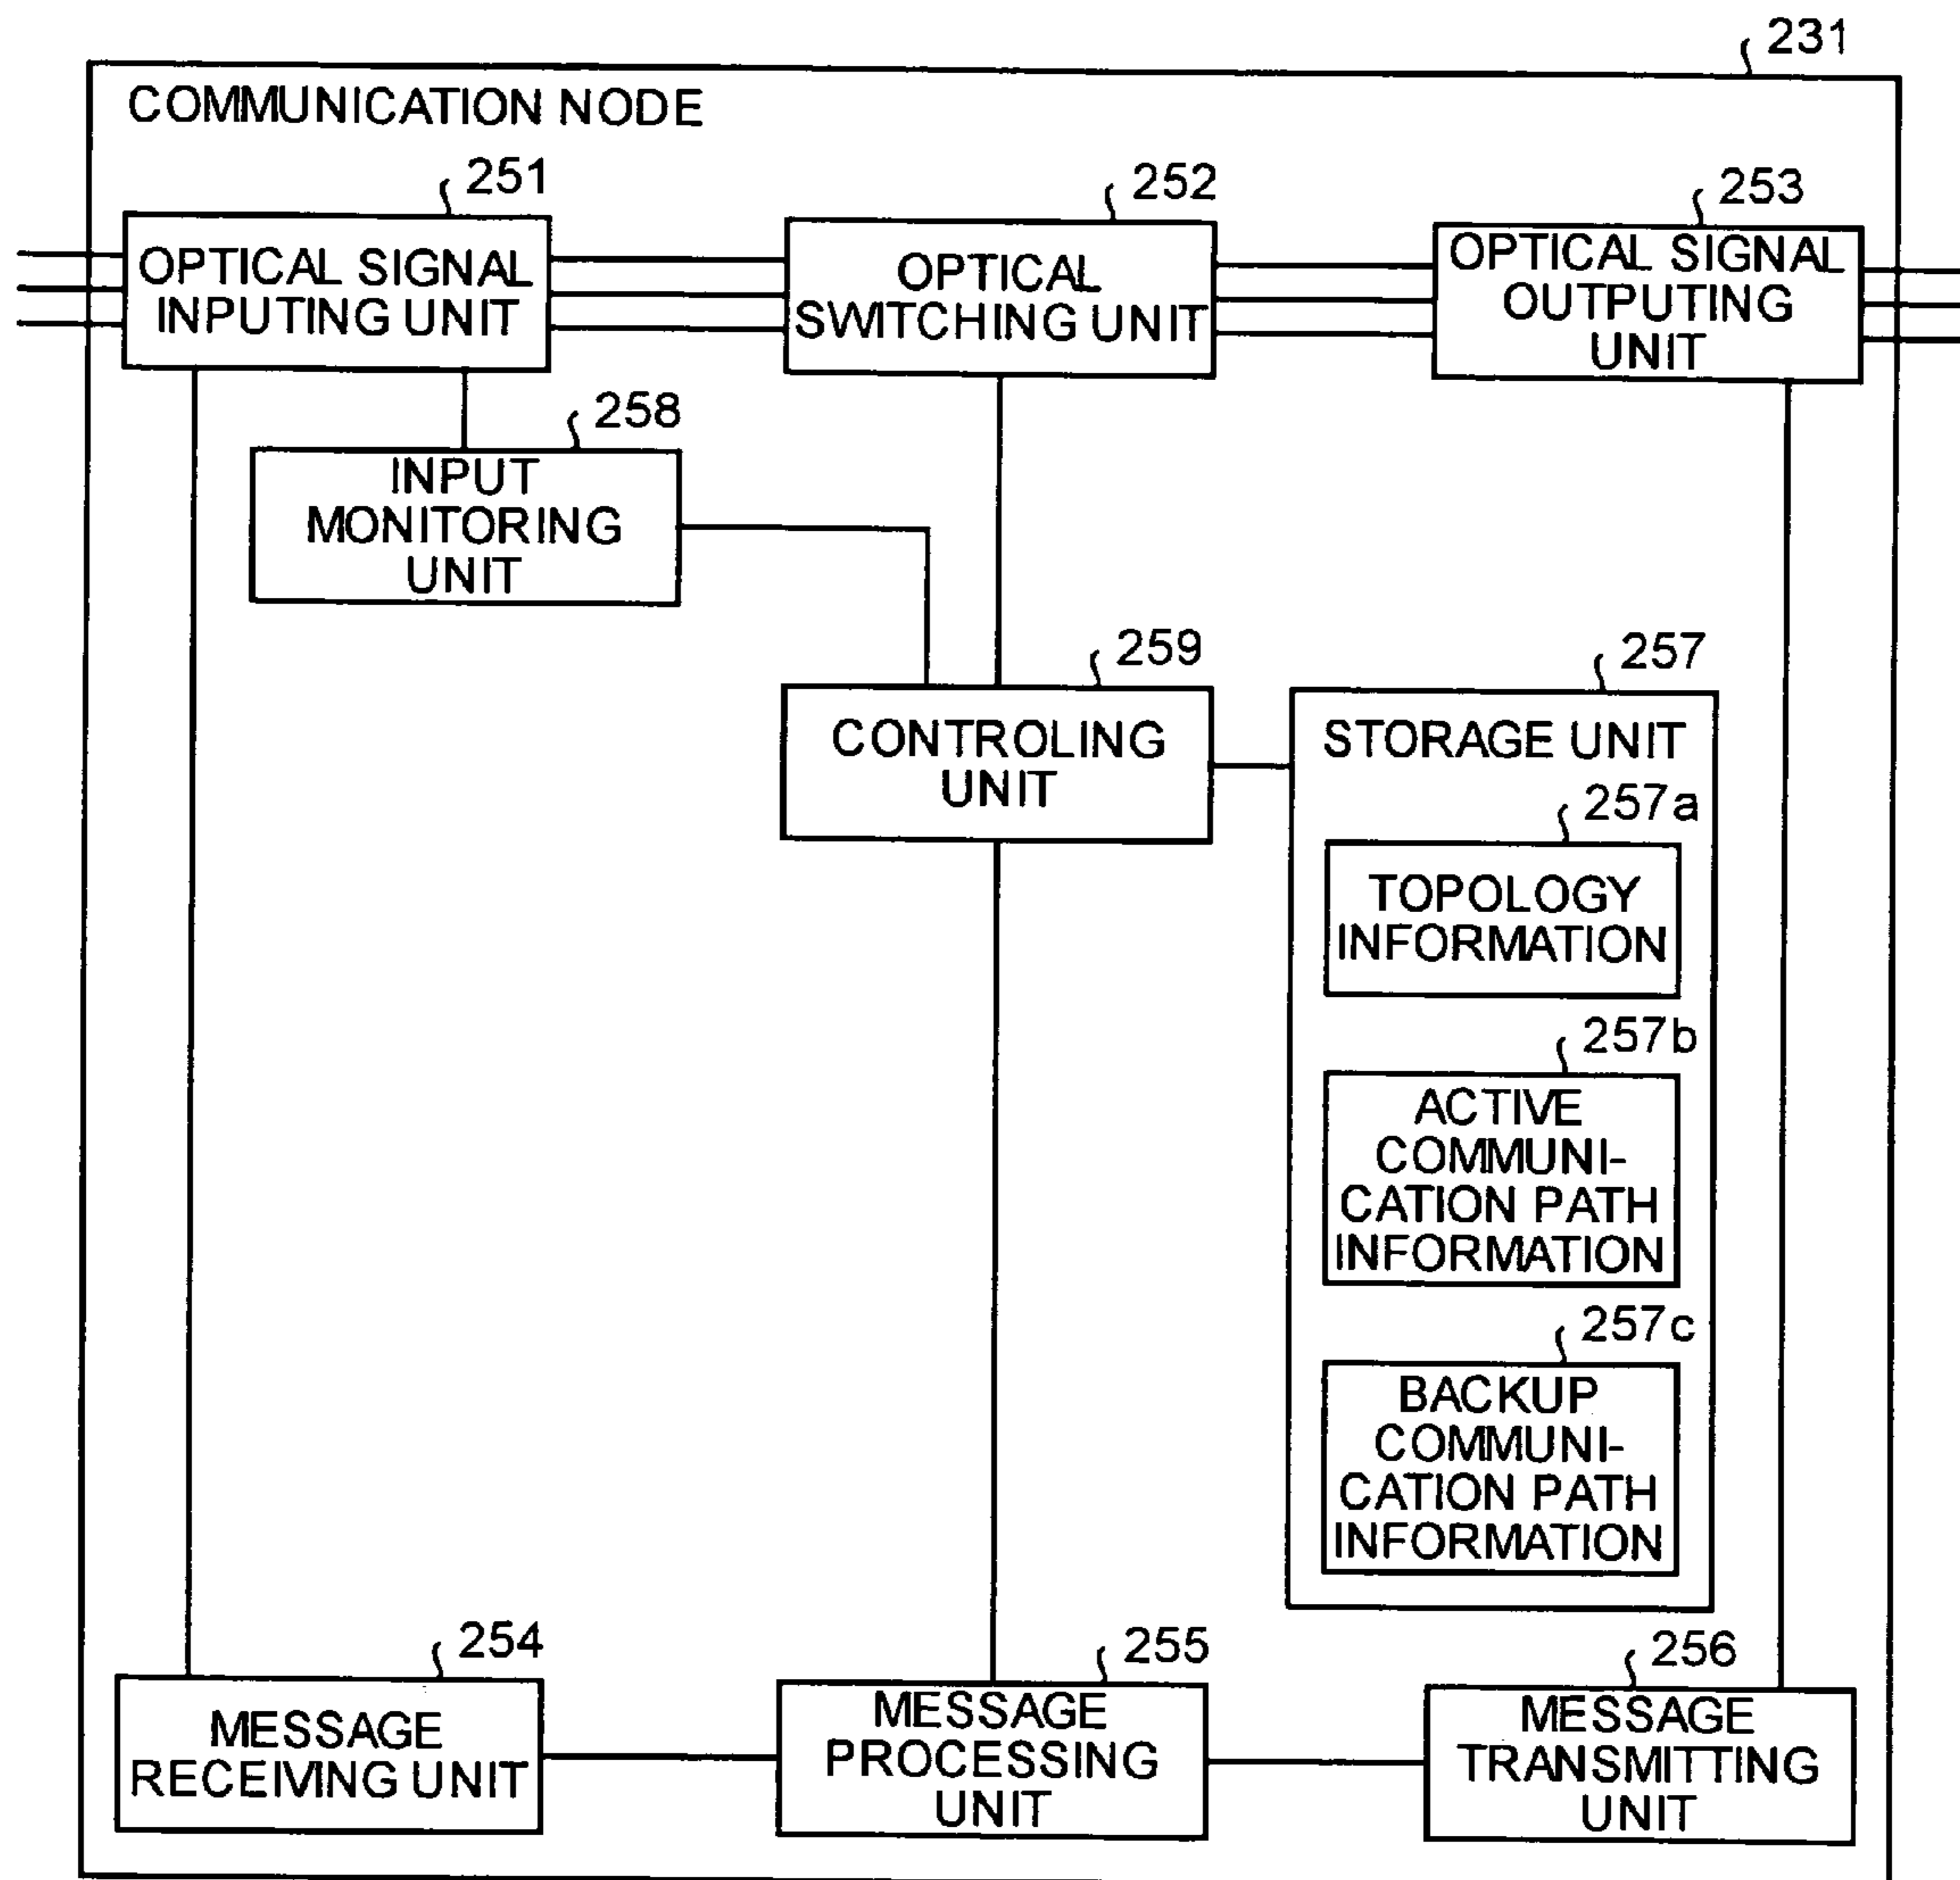 231
COMMUNICATION NODE
251
OPTICAL SIGNAL
INPUTING UNIT
252
OPTICAL
SWITCHING UNIT
253
OPTICAL SIGNAL
OUTPUTING
UNIT
258
INPUT
MONITORING
UNIT
259
CONTROLING
UNIT
257
STORAGE UNIT
257a
TOPOLOGY
INFORMATION
257b
ACTIVE
COMMUNI-
CATION PATH
INFORMATION
257c
BACKUP
COMMUNI-
CATION PATH
INFORMATION
254
MESSAGE
RECEIVING UNIT
255
MESSAGE
PROCESSING
UNIT
256
MESSAGE
TRANSMITTING
UNIT